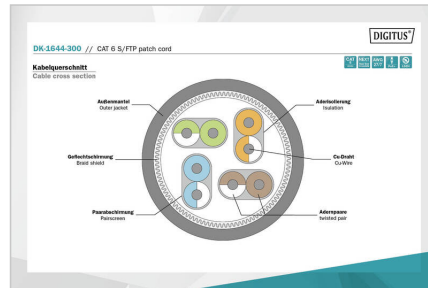 DIGITUS®
DK-1644-300 // CAT 6 S/FTP patch cord
Kabelquerschnitt
Cable cross section
Außenmantel
Outer jacket
Aderisolierung
Isulation
Geflechtschirmung
Braid shield
Cu-Draht
Cu-Wire
Paarabschirmung
Pairscreen
Adernpaare
twisted pair